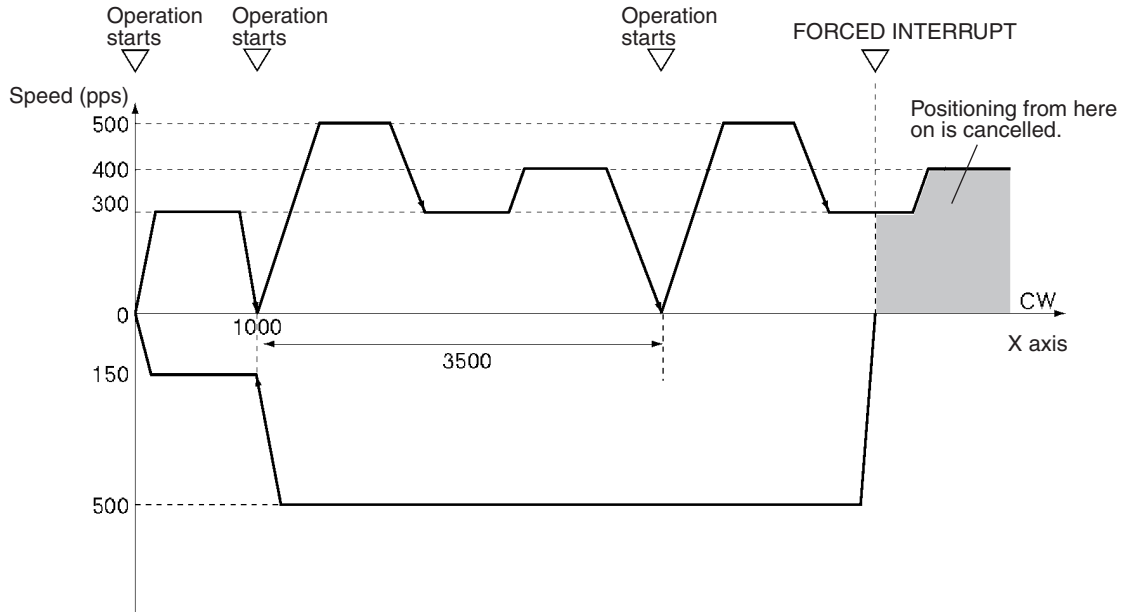 Operation
starts
Operation
starts
Operation
starts
FORCED INTERRUPT
Speed (pps)
Positioning from here
on is cancelled.
500
400
300
0
1000
CW
X axis
3500
150
500